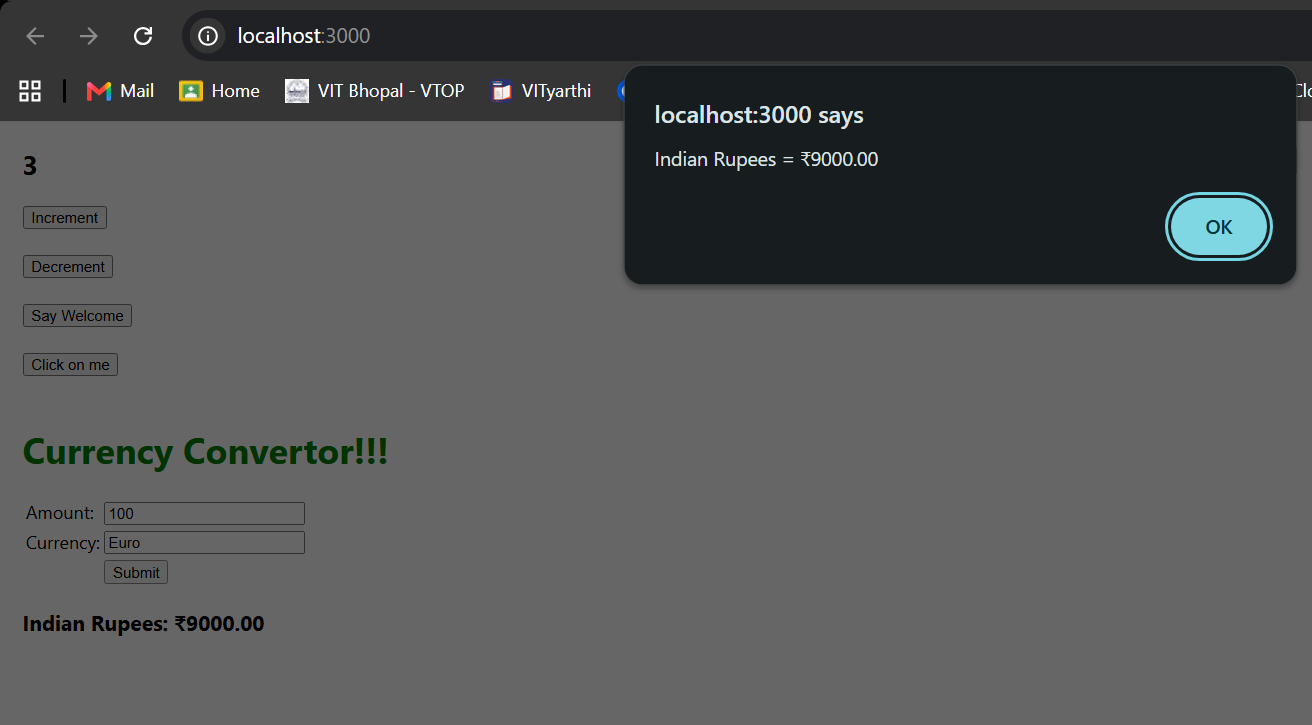 localhost:3000
Mail Home VIT Bhopal - VTOP VITyarthi
localhost:3000 says
Indian Rupees = ₹9000.00
OK
3
Increment
Decrement
Say Welcome
Click on me
Currency Convertor!!!
Amount: 100
Currency: Euro
Submit
Indian Rupees: ₹9000.00